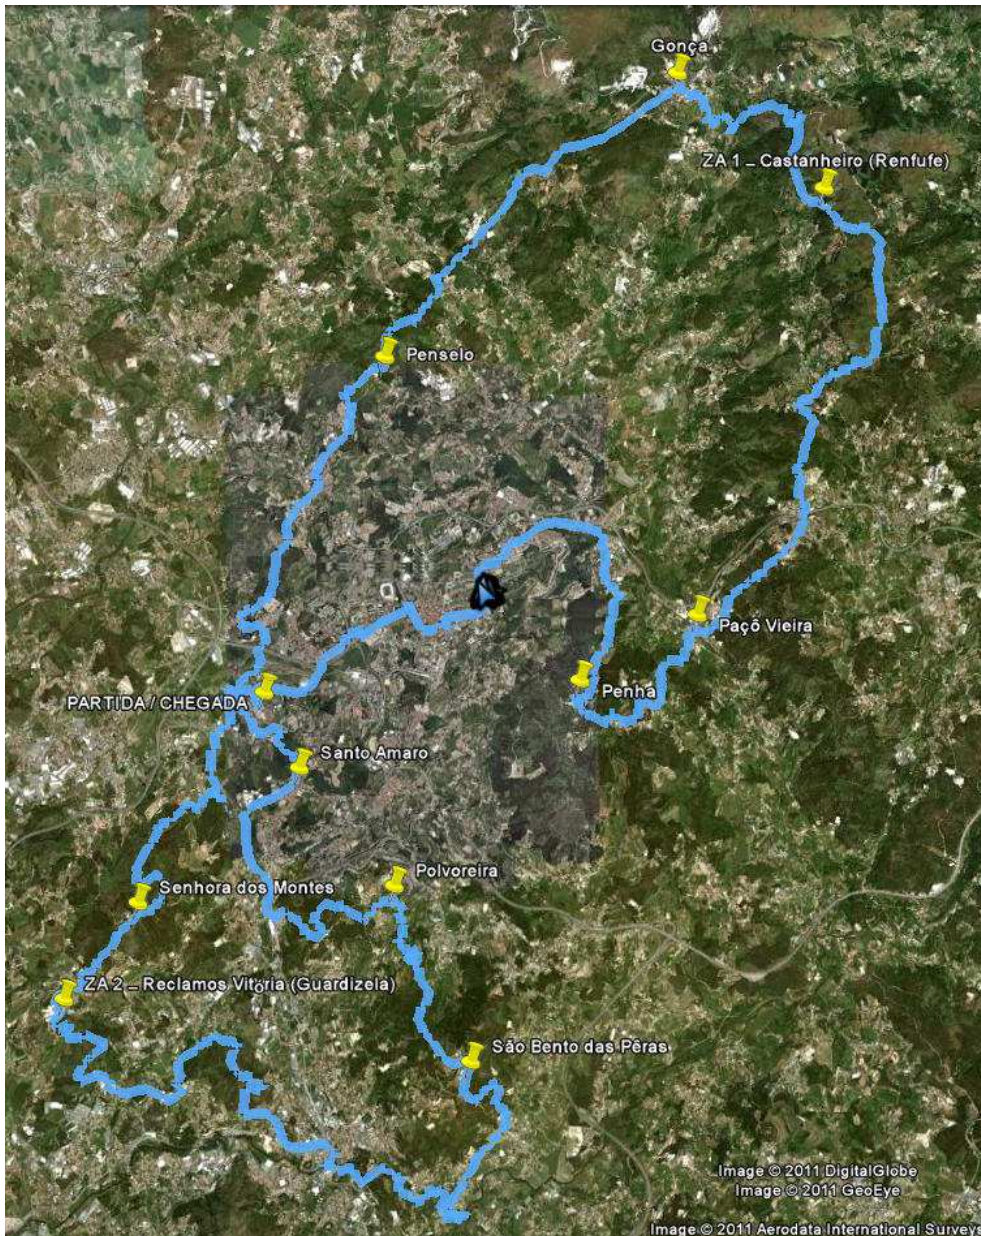 Gonça
ZA 1 – Castanheiro (Renfufe)
Penselo
Paçô Vieira
Penha
PARTIDA / CHEGADA
Santo Amaro
Polvoreira
Senhora dos Montes
ZA 2 – Reclamos Vitória (Guardizela)
São Bento das Pêras
Image © 2011 DigitalGlobe
Image © 2011 GeoEye
Image © 2011 Aerodata International Surveys